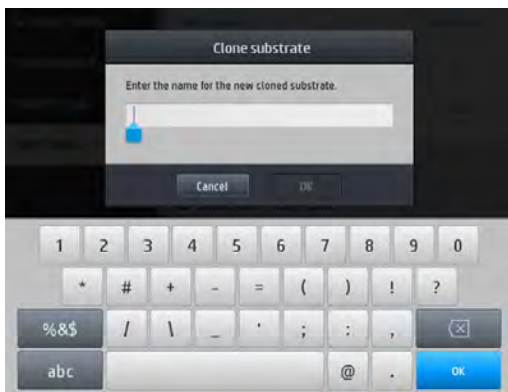 Clone substrate
Enter the name for the new cloned substrate.
Cancel OK
1 2 3 4 5 6 7 8 9 0
* # + - = ( ) ! ?
%&$ / \ _ ' ; : ,
abc @ . OK